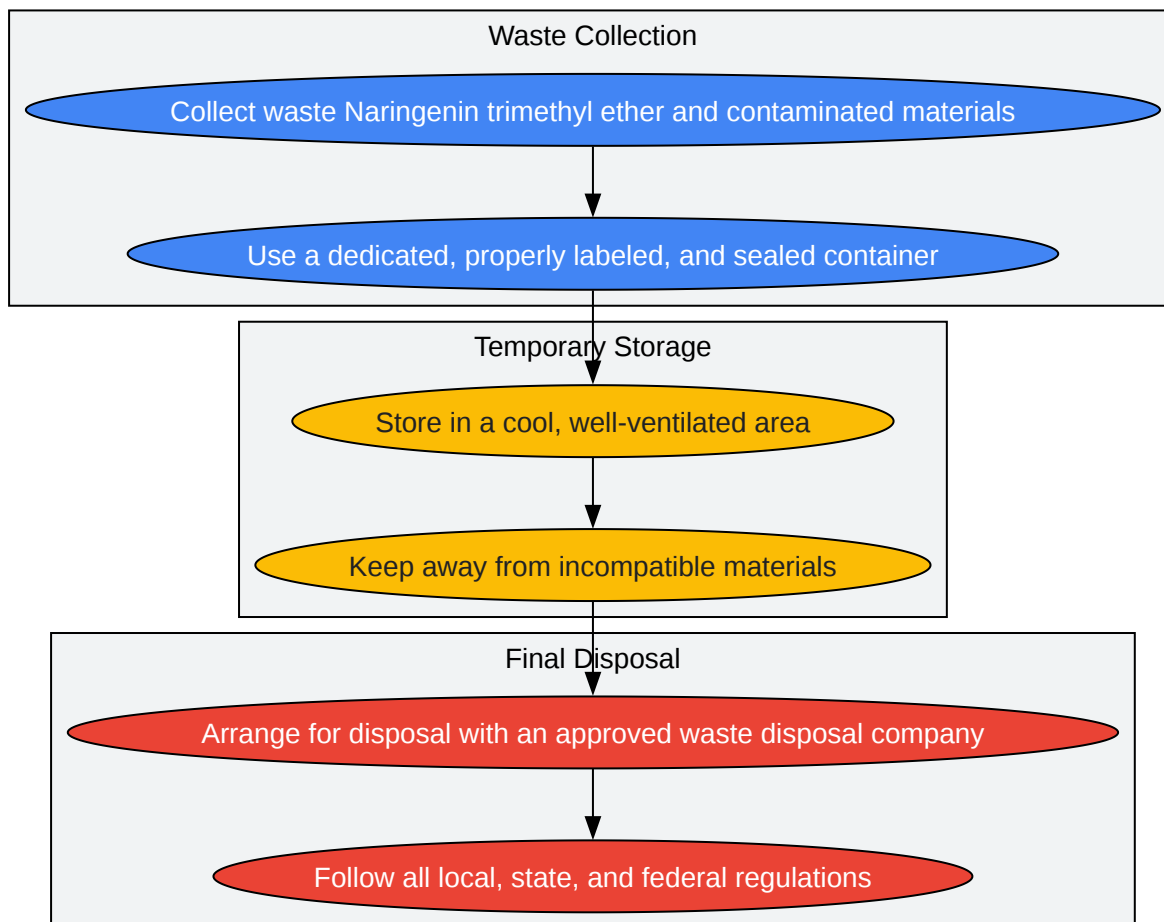 Waste Collection
Collect waste Naringenin trimethyl ether and contaminated materials
Use a dedicated, properly labeled, and sealed container
Temporary Storage
Store in a cool, well-ventilated area
Keep away from incompatible materials
Final Disposal
Arrange for disposal with an approved waste disposal company
Follow all local, state, and federal regulations